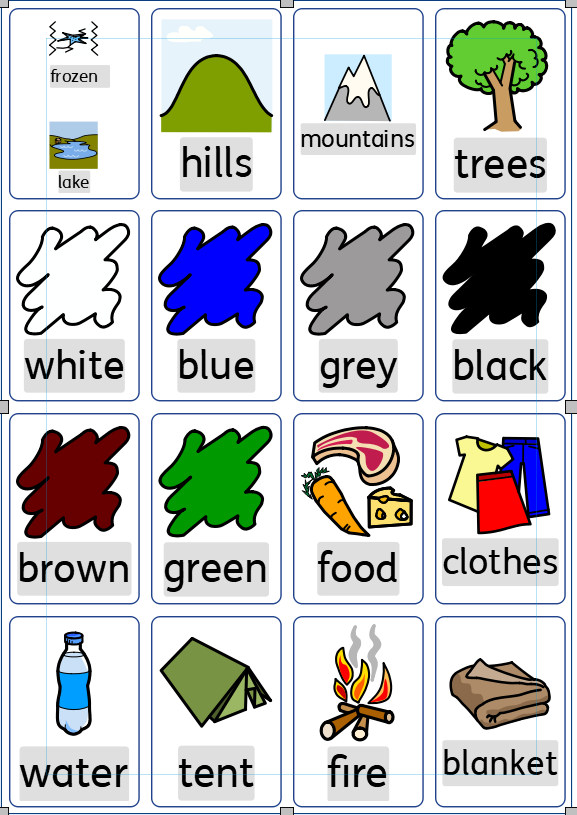 frozen
lake
hills
mountains
trees
white
blue
grey
black
brown
green
food
clothes
water
tent
fire
blanket